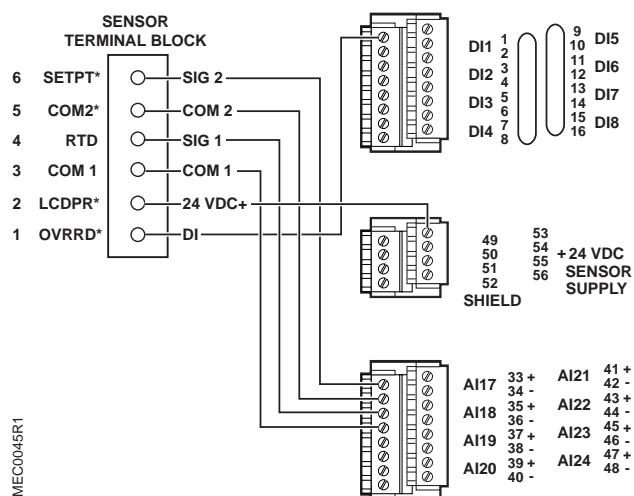 SENSOR
TERMINAL BLOCK
6 SETPT* SIG 2
5 COM2* COM 2
4 RTD SIG 1
3 COM 1 COM 1
2 LCDPR* 24 VDC+
1 OVRRD* DI
DI1 1
2
DI2 3
4
DI3 5
6
DI4 7
8
9 DI5
10
11 DI6
12
13 DI7
14
15 DI8
16
49
50
51
52
SHIELD
53
54
55
56
+ 24 VDC
SENSOR
SUPPLY
AI17 33 +
34 -
AI18 35 +
36 -
AI19 37 +
38 -
AI20 39 +
40 -
AI21 41 +
42 -
AI22 43 +
44 -
AI23 45 +
46 -
AI24 47 +
48 -
MEC0045R1